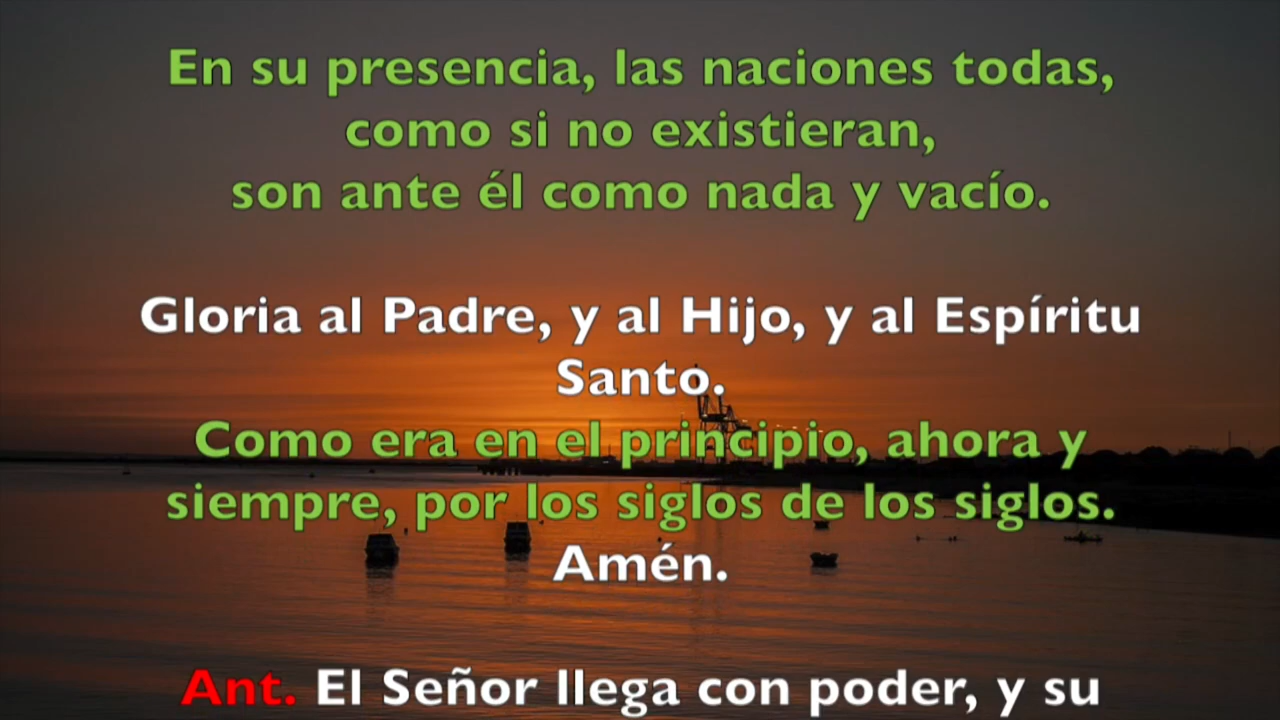 En su presencia, las naciones todas,
como si no existieran,
son ante él como nada y vacío.
Gloria al Padre, y al Hijo, y al Espíritu
Santo.
Como era en el principio, ahora y
siempre, por los siglos de los siglos.
Amén.
Ant. El Señor llega con poder, y su